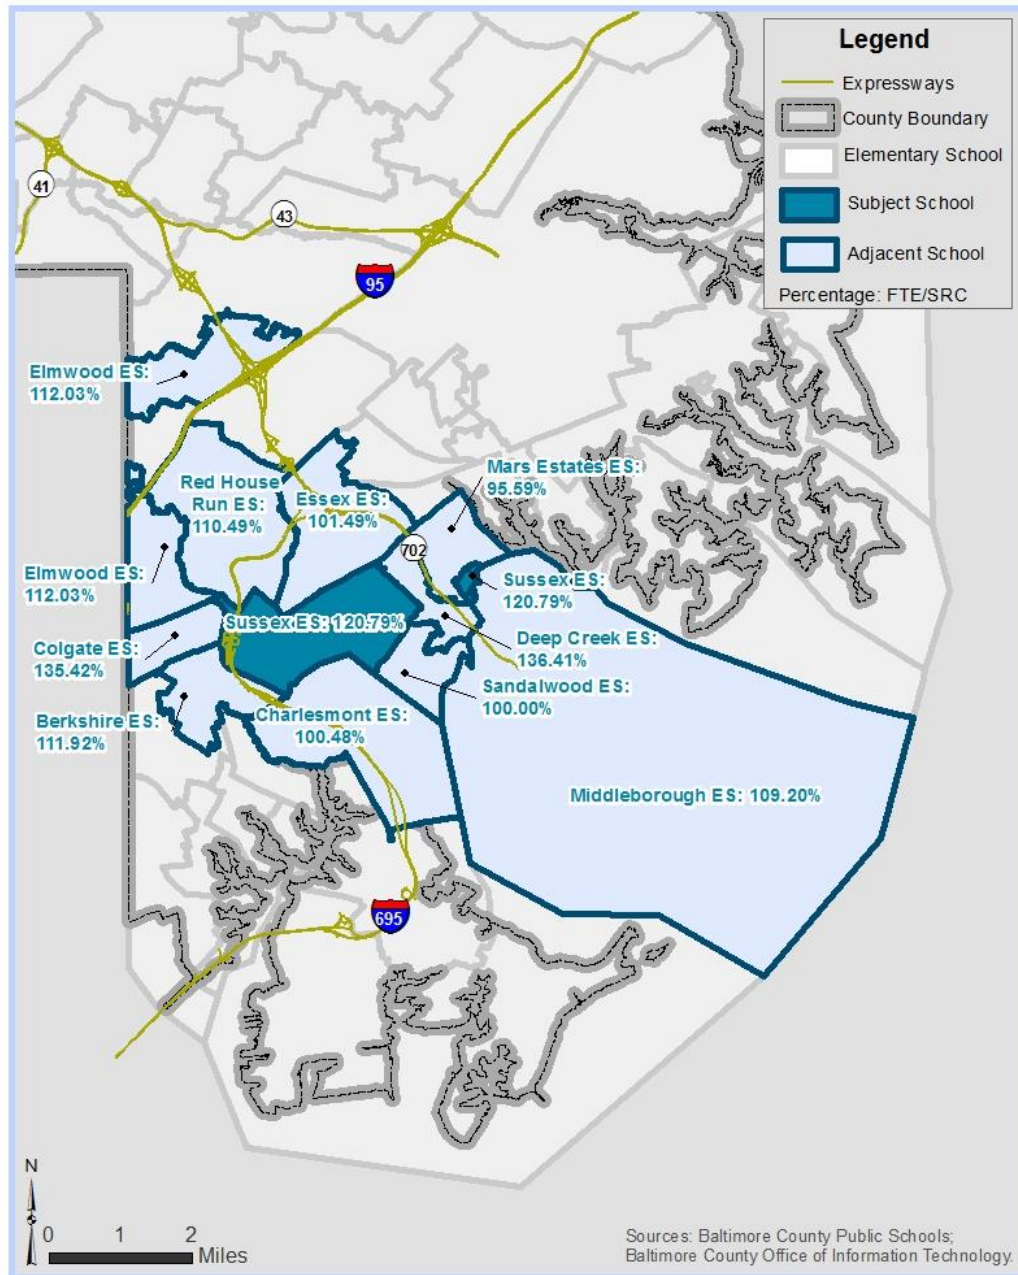 Legend
Expressways
County Boundary
Elementary School
Subject School
Adjacent School
Percentage: FTE/SRC
41
43
95
Elmwood ES:
112.03%
Red House
Run ES:
110.49%
Essex ES:
101.49%
Mars Estates ES:
95.59%
702
Elmwood ES:
112.03%
Sussex ES:
120.79%
Sussex ES: 120.79%
Colgate ES:
135.42%
Deep Creek ES:
136.41%
Sandalwood ES:
100.00%
Berkshire ES:
111.92%
Charlesmont ES:
100.48%
Middleborough ES: 109.20%
695
N
0 1 2
Miles
Sources: Baltimore County Public Schools;
Baltimore County Office of Information Technology.